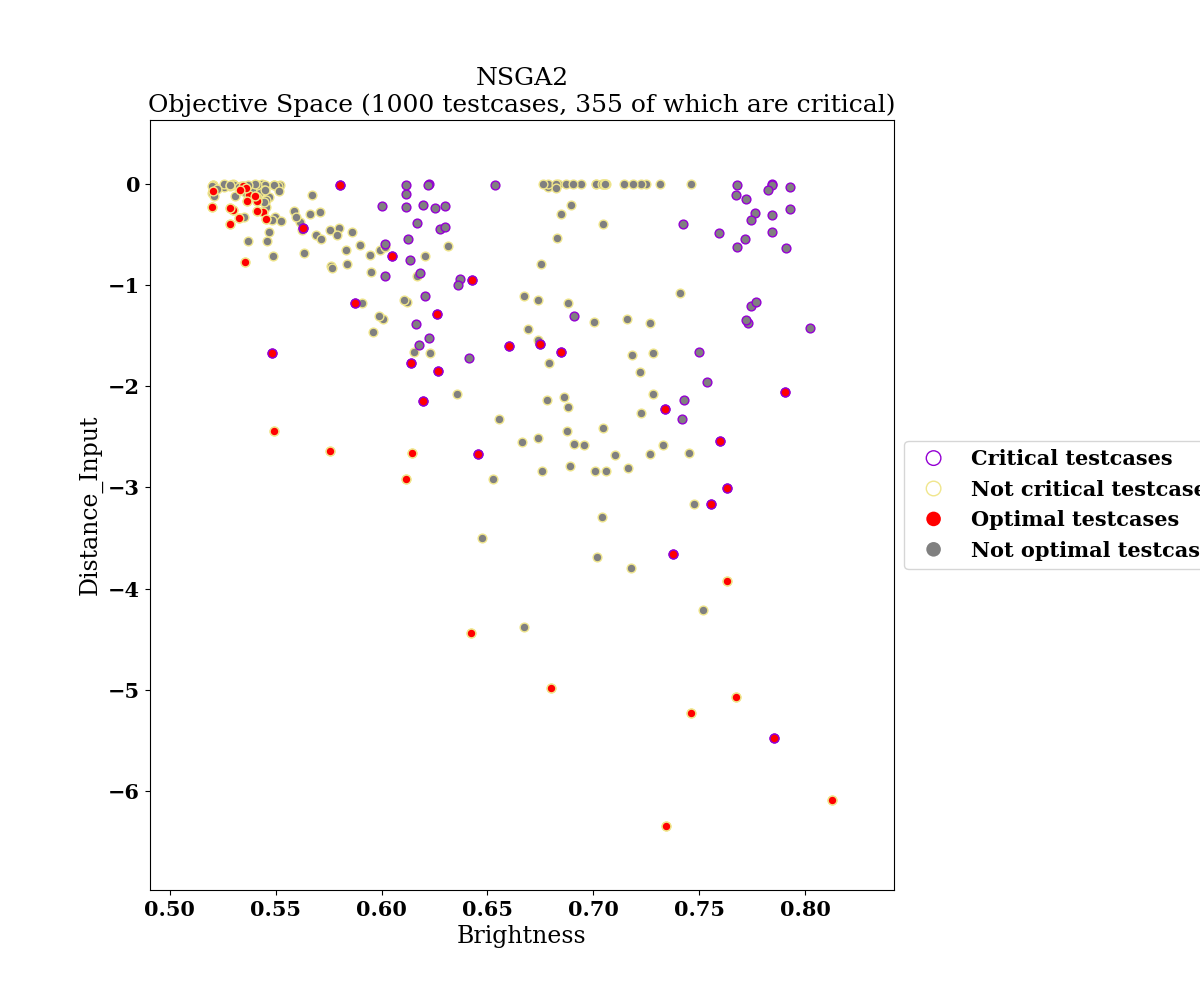 NSGA2
Objective Space (1000 testcases, 355 of which are critical)
0
−1
−2
−3
−4
−5
−6
Distance_Input
0.50 0.55 0.60 0.65 0.70 0.75 0.80
Brightness
Critical testcases
Not critical testcase
Optimal testcases
Not optimal testcas